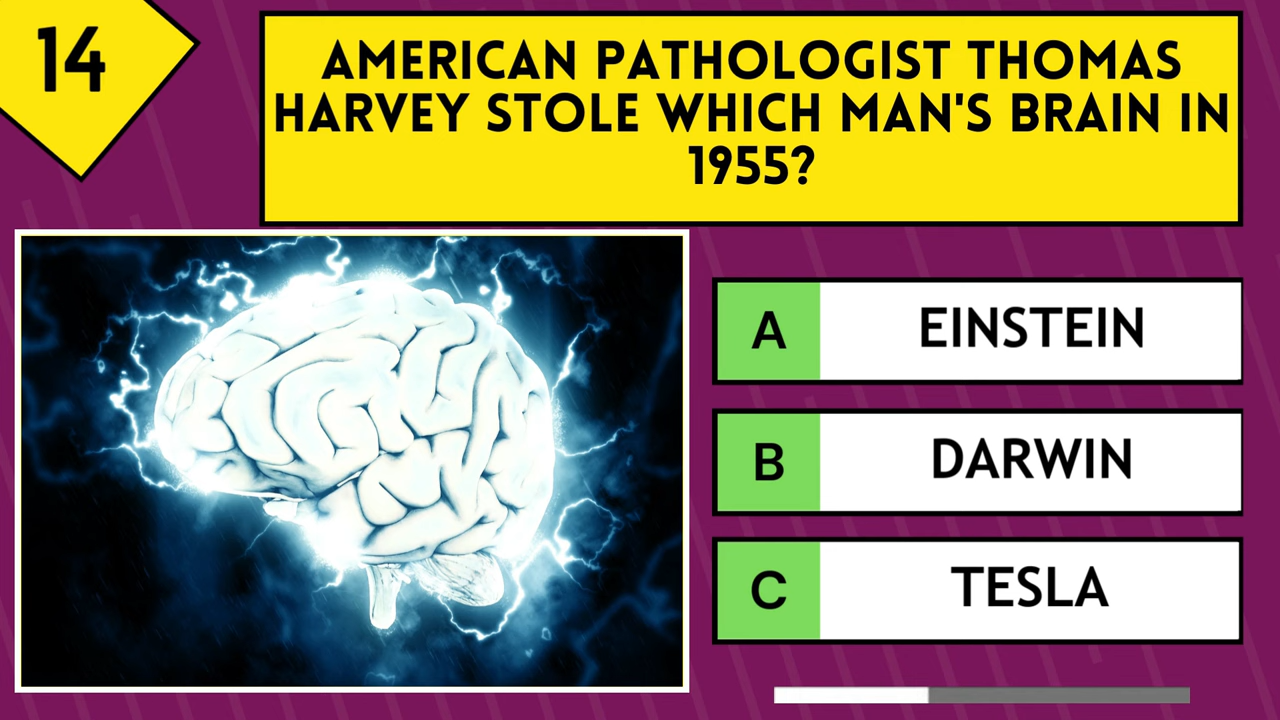 14
AMERICAN PATHOLOGIST THOMAS
HARVEY STOLE WHICH MAN'S BRAIN IN
1955?
A EINSTEIN
B DARWIN
C TESLA